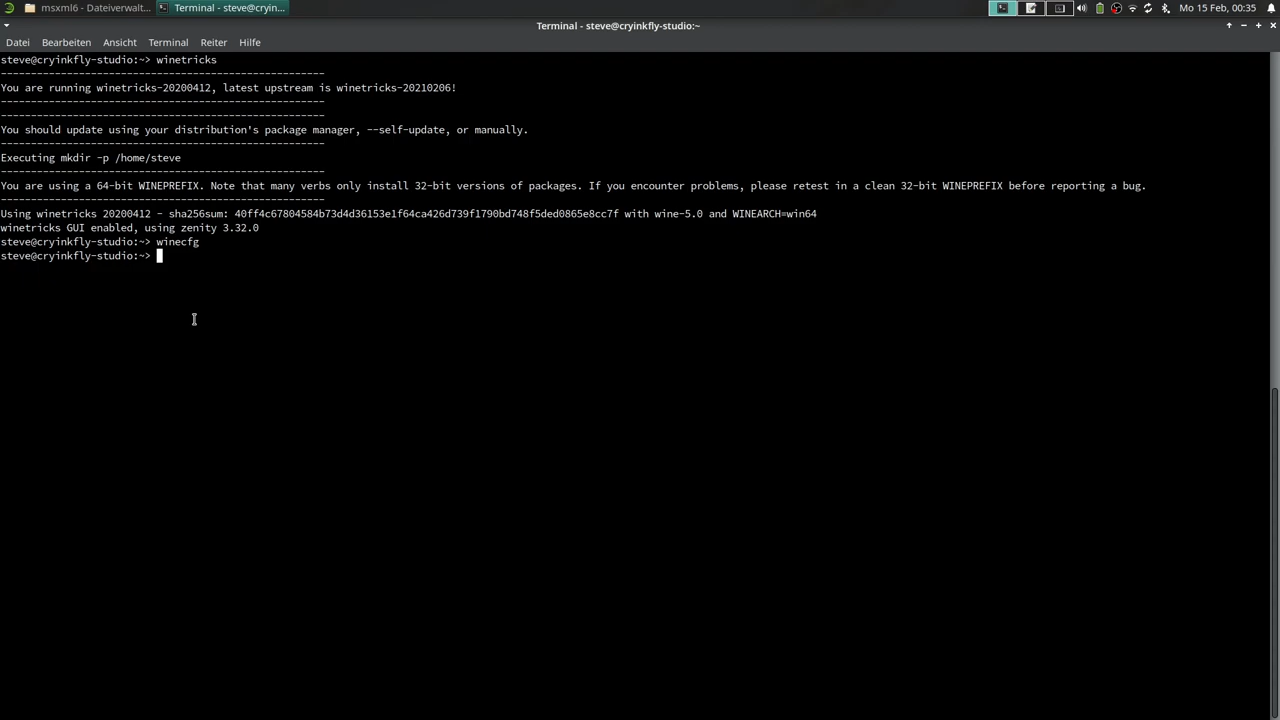 msxml6 - Dateiverwalt...
Terminal - steve@cryin...
Mo 15 Feb, 00:35
Terminal - steve@cryinkfly-studio:~
Datei Bearbeiten Ansicht Terminal Reiter Hilfe
steve@cryinkfly-studio:~> winetricks
------------------------------------------------------
You are running winetricks-20200412, latest upstream is winetricks-20210206!
------------------------------------------------------
------------------------------------------------------
You should update using your distribution's package manager, --self-update, or manually.
------------------------------------------------------
Executing mkdir -p /home/steve
------------------------------------------------------
You are using a 64-bit WINEPREFIX. Note that many verbs only install 32-bit versions of packages. If you encounter problems, please retest in a clean 32-bit WINEPREFIX before reporting a bug.
------------------------------------------------------
Using winetricks 20200412 - sha256sum: 40ff4c67804584b73d4d36153e1f64ca426d739f1790bd748f5ded0865e8cc7f with wine-5.0 and WINEARCH=win64
winetricks GUI enabled, using zenity 3.32.0
steve@cryinkfly-studio:~> winecfg
steve@cryinkfly-studio:~>